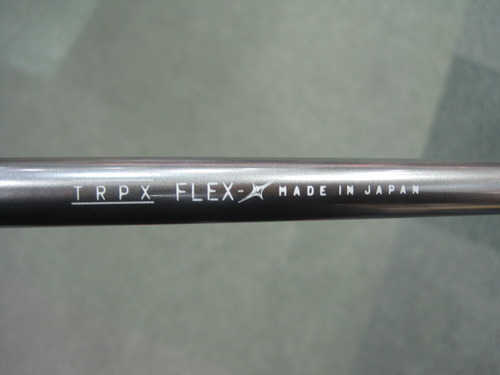 TRPX FLEX-X MADE IN JAPAN